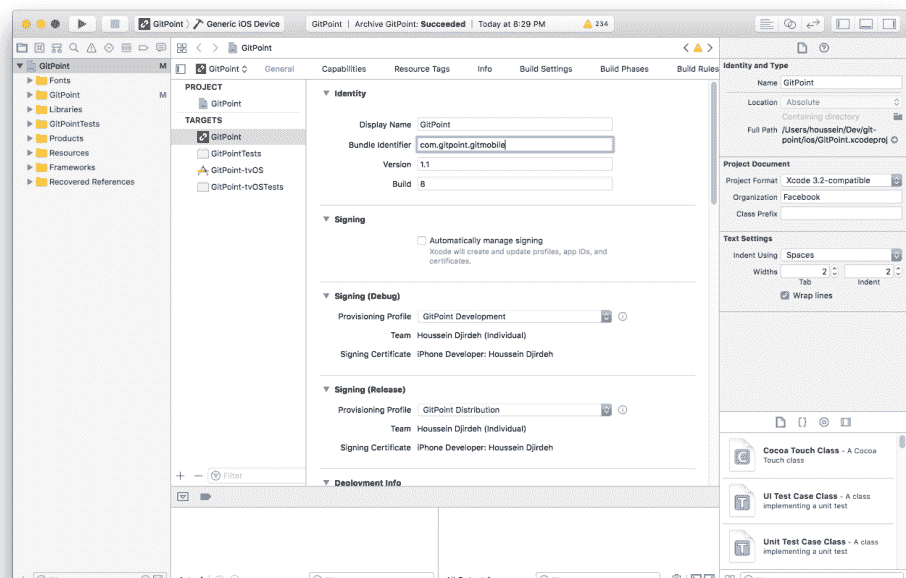 GitPoint Generic iOS Device
GitPoint | Archive GitPoint: Succeeded | Today at 8:29 PM 234
GitPoint
GitPoint M
Fonts
GitPoint M
Libraries
GitPointTests
Products
Resources
Frameworks
Recovered References
GitPoint General Capabilities Resource Tags Info Build Settings Build Phases Build Rules
PROJECT
GitPoint
TARGETS
GitPoint
GitPointTests
GitPoint-tvOS
GitPoint-tvOSTests
Filter
Identity
Display Name GitPoint
Bundle Identifier com.gitpoint.gitmobile
Version 1.1
Build 8
Signing
Automatically manage signing
Xcode will create and update profiles, app IDs, and
certificates.
Signing (Debug)
Provisioning Profile GitPoint Development
Team Houssein Djirdeh (Individual)
Signing Certificate iPhone Developer: Houssein Djirdeh
Signing (Release)
Provisioning Profile GitPoint Distribution
Team Houssein Djirdeh (Individual)
Signing Certificate iPhone Developer: Houssein Djirdeh
Deployment Info
Identity and Type
Name GitPoint
Location Absolute
Containing directory
Full Path /Users/houssein/Dev/git-
point/ios/GitPoint.xcodeproj
Project Document
Project Format Xcode 3.2-compatible
Organization Facebook
Class Prefix
Text Settings
Indent Using Spaces
Widths 2 2
Tab Indent
Wrap lines
Cocoa Touch Class - A Cocoa
Touch class
UI Test Case Class - A class
implementing a unit test
Unit Test Case Class - A class
implementing a unit test